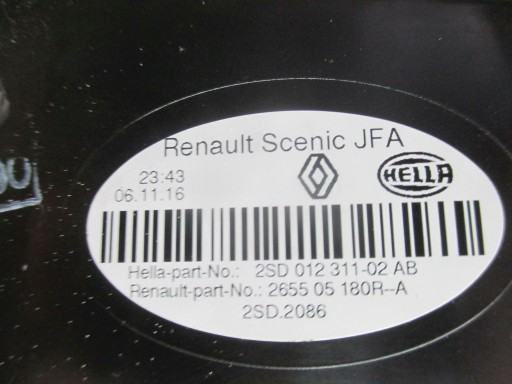 Renault Scenic JFA
23:43
06.11.16
HELLA
Hella-part-No.: 2SD 012 311-02 AB
Renault-part-No.: 2655 05 180R--A
2SD.2086